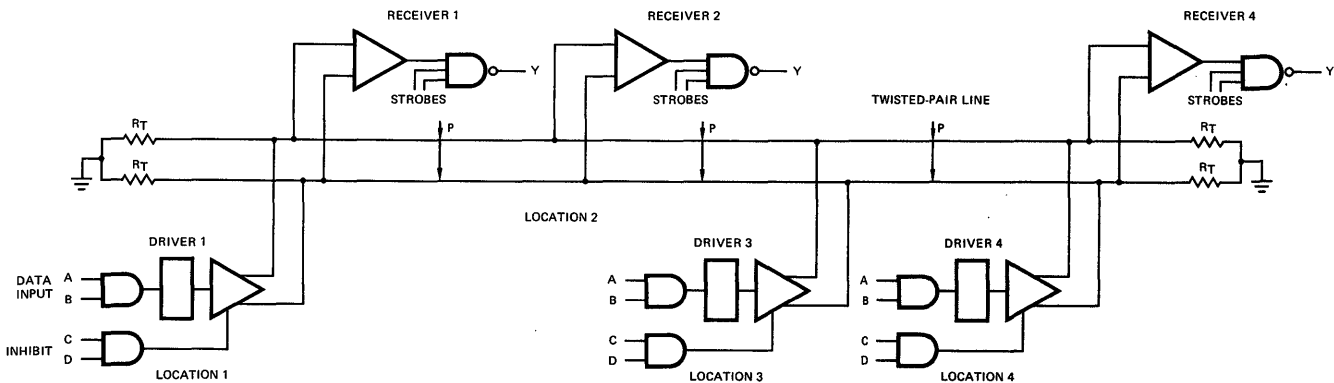 RECEIVER 1
RECEIVER 2
RECEIVER 4
Y
Y
Y
STROBES
STROBES
STROBES
TWISTED-PAIR LINE
RT
P
P
P
RT
RT
RT
LOCATION 2
DRIVER 1
DRIVER 3
DRIVER 4
DATA INPUT
A
B
A
B
A
B
INHIBIT
C
D
C
D
C
D
LOCATION 1
LOCATION 3
LOCATION 4